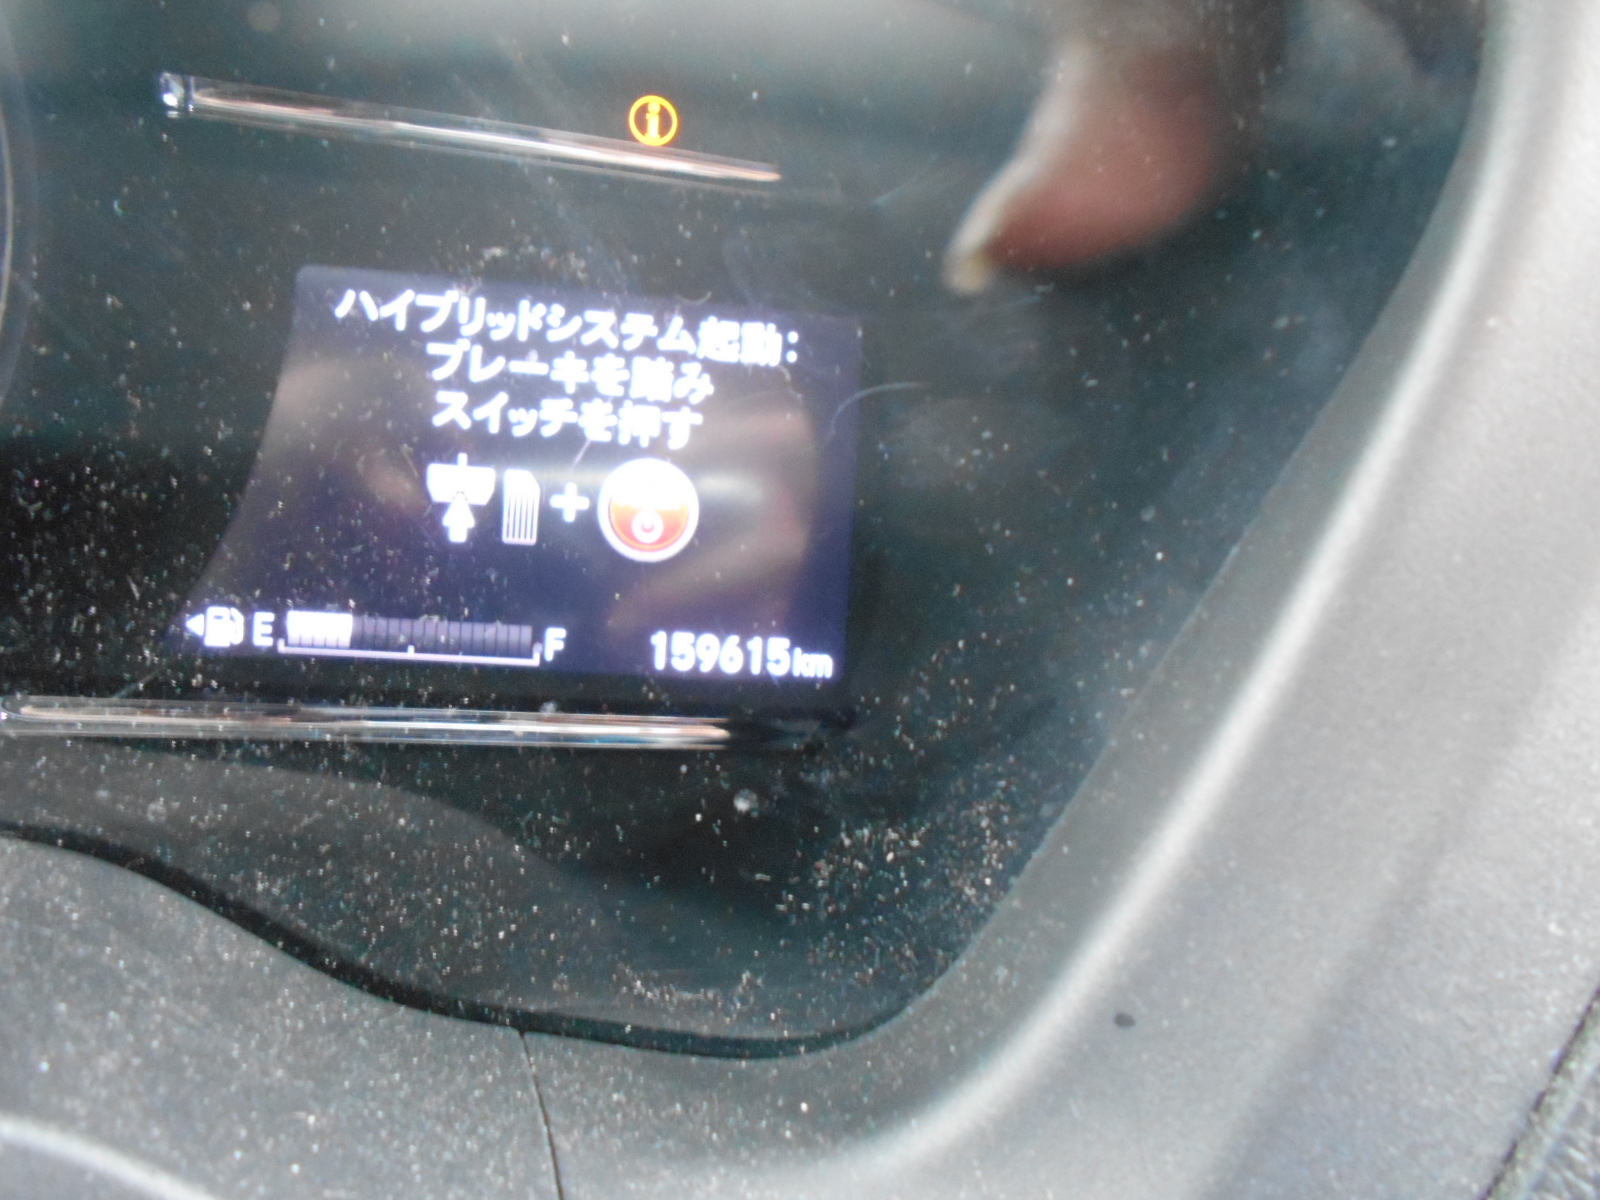 ハイブリッドシステム起動:
ブレーキを踏み
スイッチを押す
E F 159615km